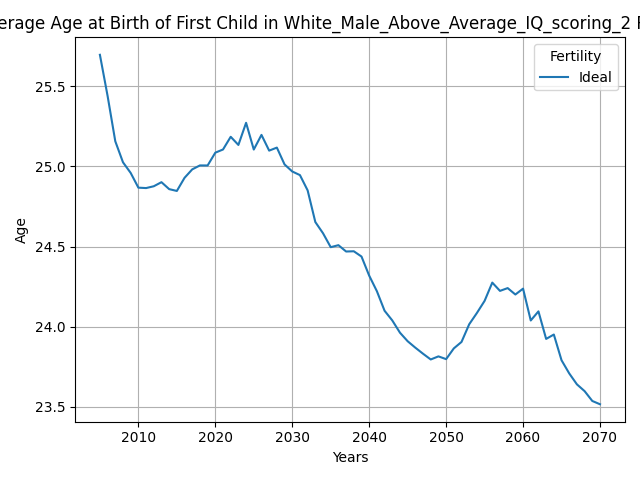 erage Age at Birth of First Child in White_Male_Above_Average_IQ_scoring_2
Fertility
Ideal
25.5
25.0
24.5
24.0
23.5
Age
2010 2020 2030 2040 2050 2060 2070
Years